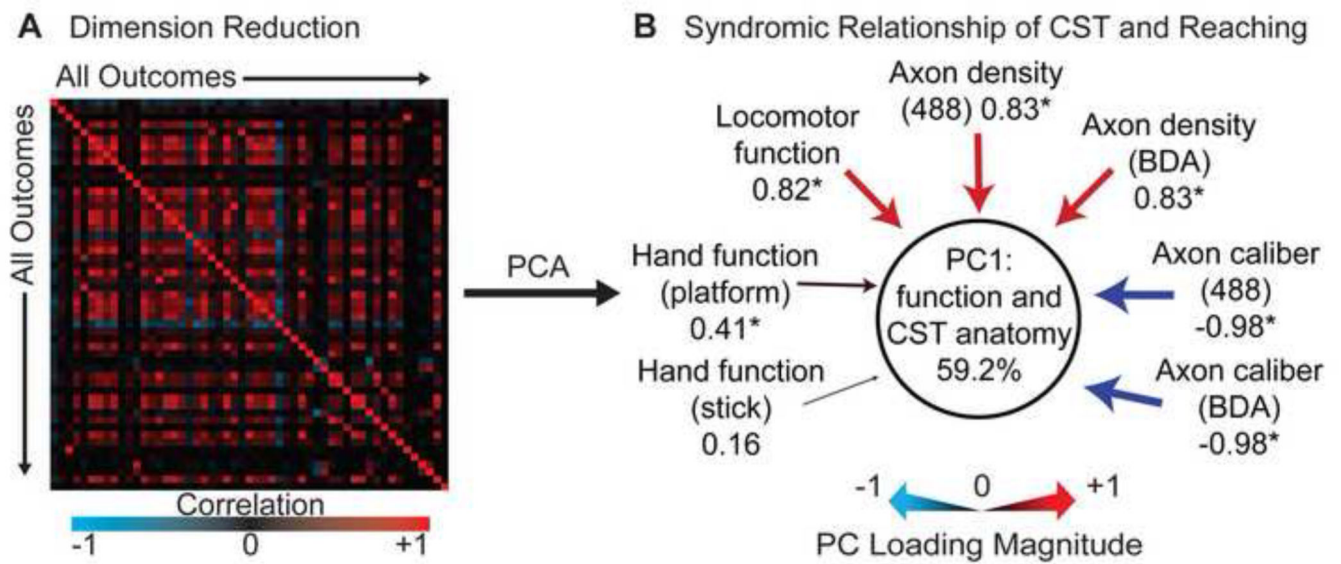 A Dimension Reduction
All Outcomes
All Outcomes
Correlation
-1 0 +1
PCA
B Syndromic Relationship of CST and Reaching
Locomotor
function
0.82*
Axon density
(488) 0.83*
Axon density
(BDA)
0.83*
Hand function
(platform)
0.41*
Hand function
(stick)
0.16
PC1:
function and
CST anatomy
59.2%
Axon caliber
(488)
-0.98*
Axon caliber
(BDA)
-0.98*
-1 0 +1
PC Loading Magnitude